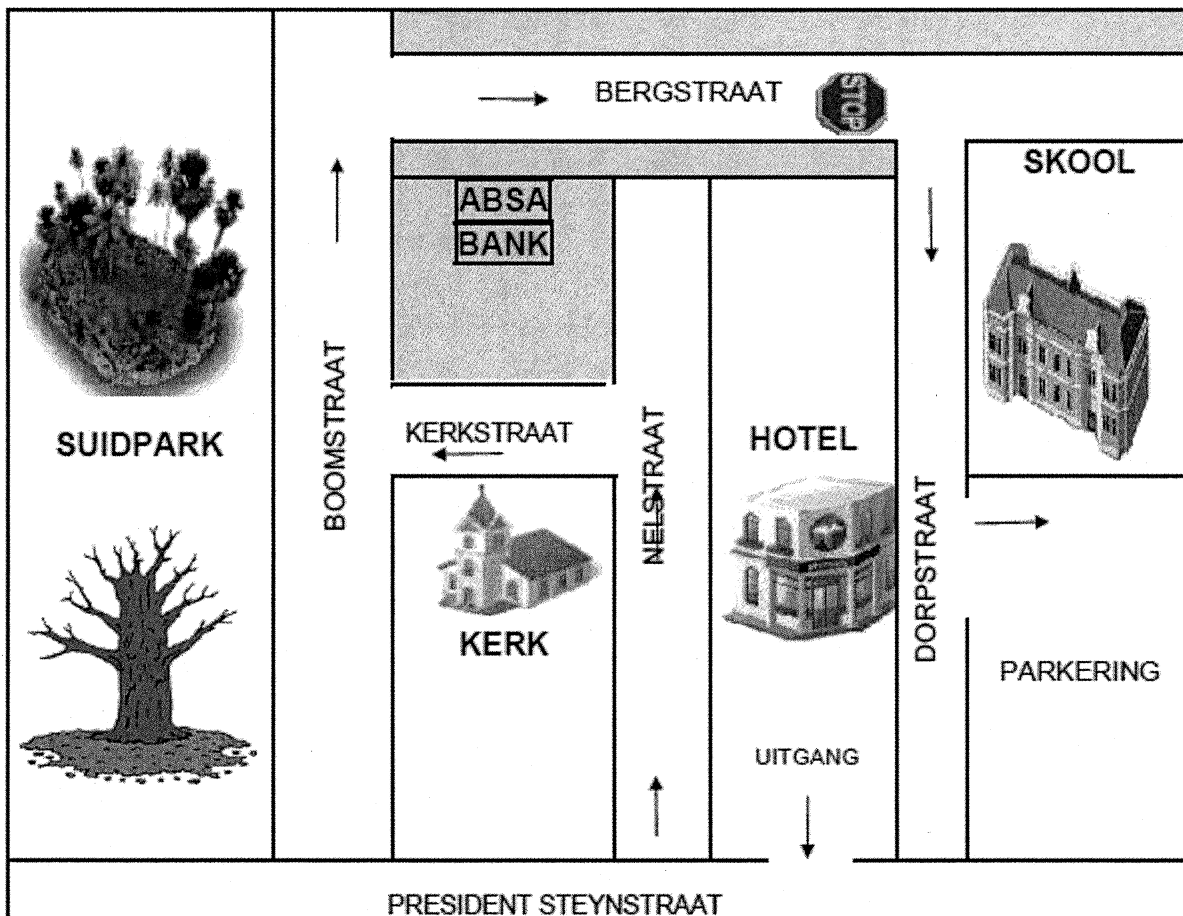 BERGSTRAAT
STOP
SKOOL
ABSA
BANK
SUIDPARK
BOOMSTRAAT
KERKSTRAAT
NELSTRAAT
HOTEL
DORPSTRAAT
KERK
PARKERING
UITGANG
PRESIDENT STEYNSTRAAT